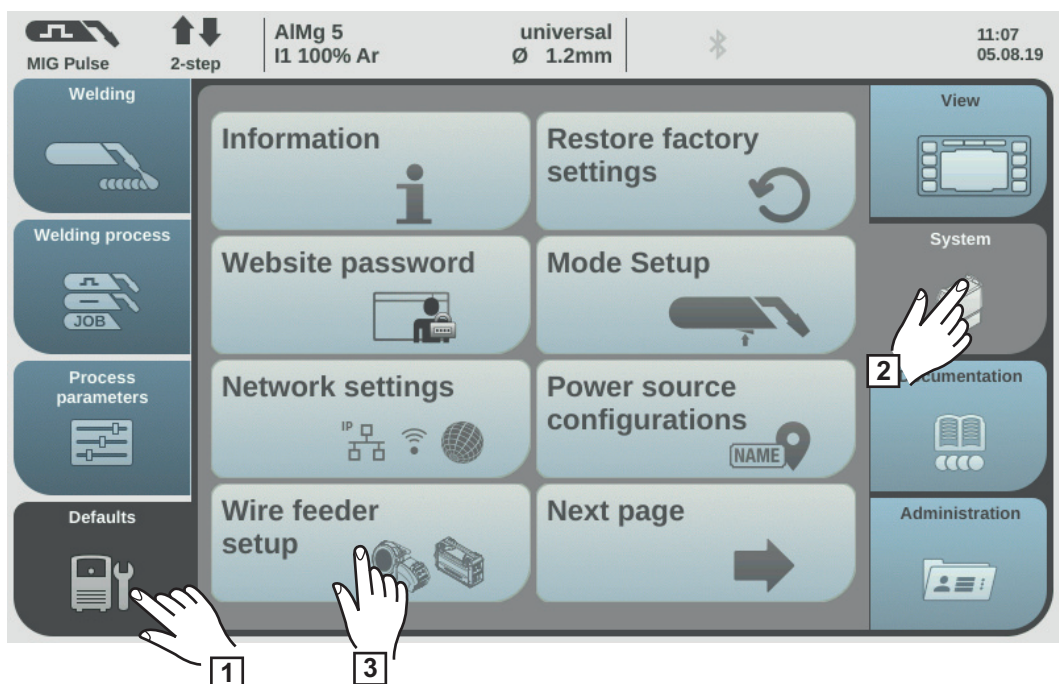 MIG Pulse
2-step
AlMg 5
I1 100% Ar
universal
Ø 1.2mm
11:07
05.08.19
Welding
Welding process
JOB
Process
parameters
Defaults
Information
Restore factory
settings
Website password
Mode Setup
Network settings
IP
Power source
configurations
NAME
Wire feeder
setup
Next page
View
System
Documentation
Administration
1
2
3